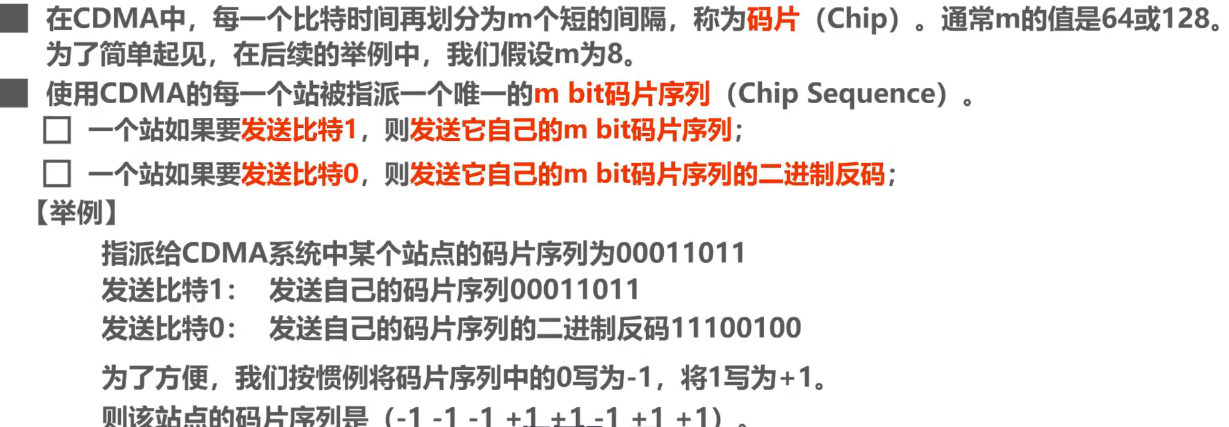 在CDMA中，每一个比特时间再划分为m个短的间隔，称为码片（Chip）。通常m的值是64或128。
为了简单起见，在后续的举例中，我们假设m为8。
使用CDMA的每一个站被指派一个唯一的m bit码片序列（Chip Sequence）。
一个站如果要发送比特1，则发送它自己的m bit码片序列；
一个站如果要发送比特0，则发送它自己的m bit码片序列的二进制反码；
【举例】
指派给CDMA系统中某个站点的码片序列为00011011
发送比特1： 发送自己的码片序列00011011
发送比特0： 发送自己的码片序列的二进制反码11100100
为了方便，我们按惯例将码片序列中的0写为-1，将1写为+1。
则该站点的码片序列是（-1 -1 -1 +1 +1 -1 +1 +1）。